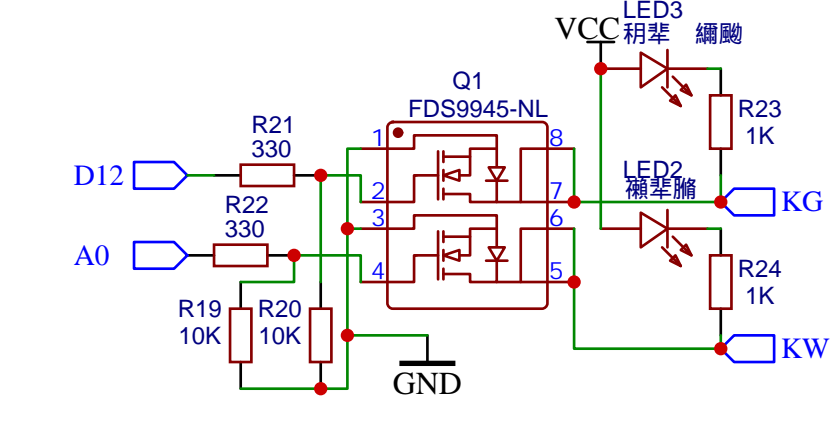 LED3
VCC
Q1
FDS9945-NL
R21
330
R23
1K
1
8
D12
2
7
LED2
KG
R22
330
3
6
A0
4
5
R24
1K
R19
10K
R20
10K
KW
GND